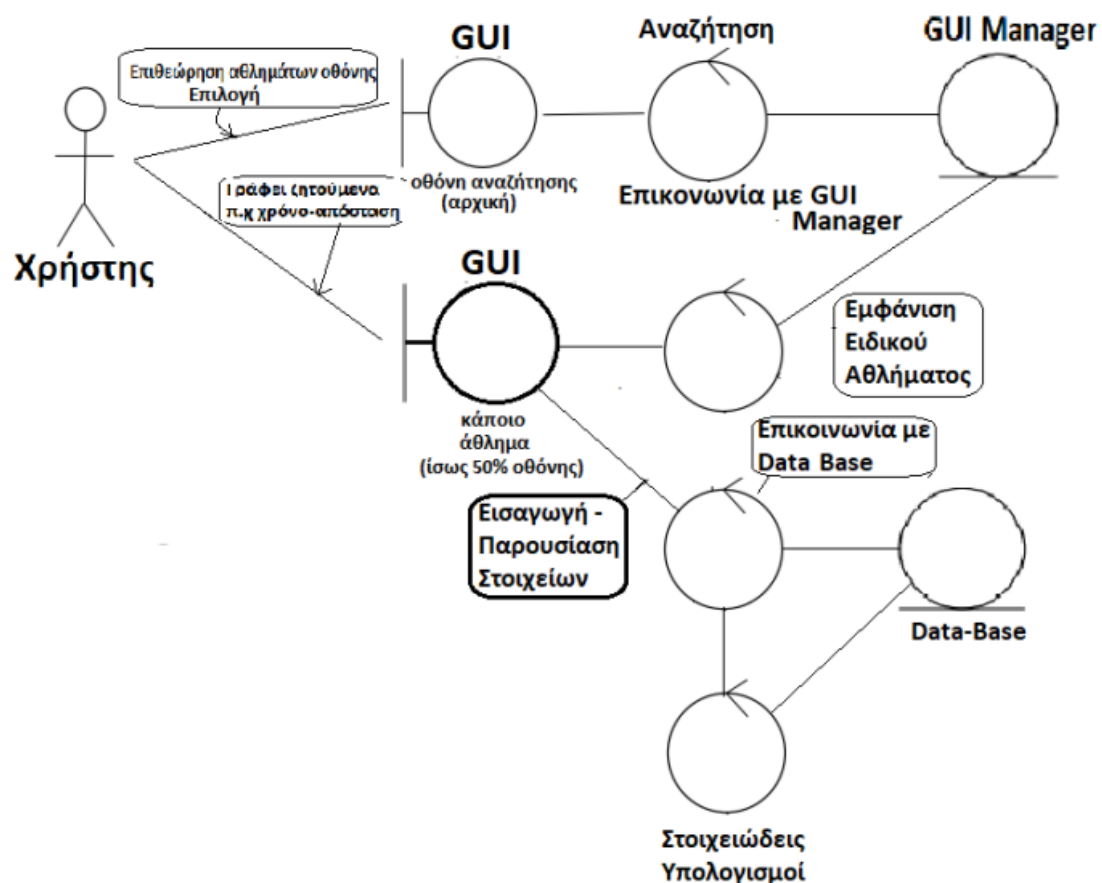 GUI
Αναζήτηση
GUI Manager
Επιθεώρηση αθλημάτων οθόνης
Επιλογή
οθόνη αναζήτησης
(αρχική)
Επικονωνία με GUI
Manager
Γράφει ζητούμενα
π.χ χρόνο-απόσταση
Χρήστης
GUI
Εμφάνιση
Ειδικού
Αθλήματος
κάποιο
άθλημα
(ίσως 50% οθόνης)
Επικοινωνία με
Data Base
Εισαγωγή -
Παρουσίαση
Στοιχείων
Data-Base
Στοιχειώδεις
Υπολογισμοί